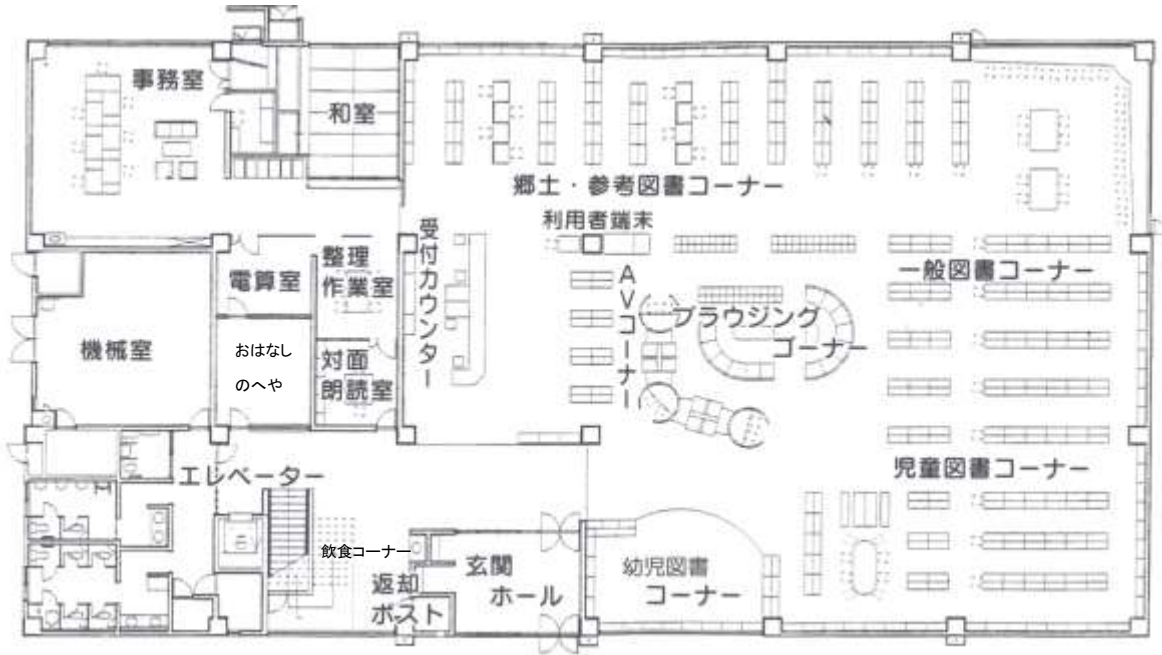 事務室
和室
郷土・参考図書コーナー
利用者端末
受付カウンター
整理
作業室
電算室
AVコーナー
一般図書コーナー
ブラウジング
コーナー
機械室
おはなし
のへや
対面
朗読室
エレベーター
児童図書コーナー
飲食コーナー
返却
ポスト
玄関
ホール
幼児図書
コーナー